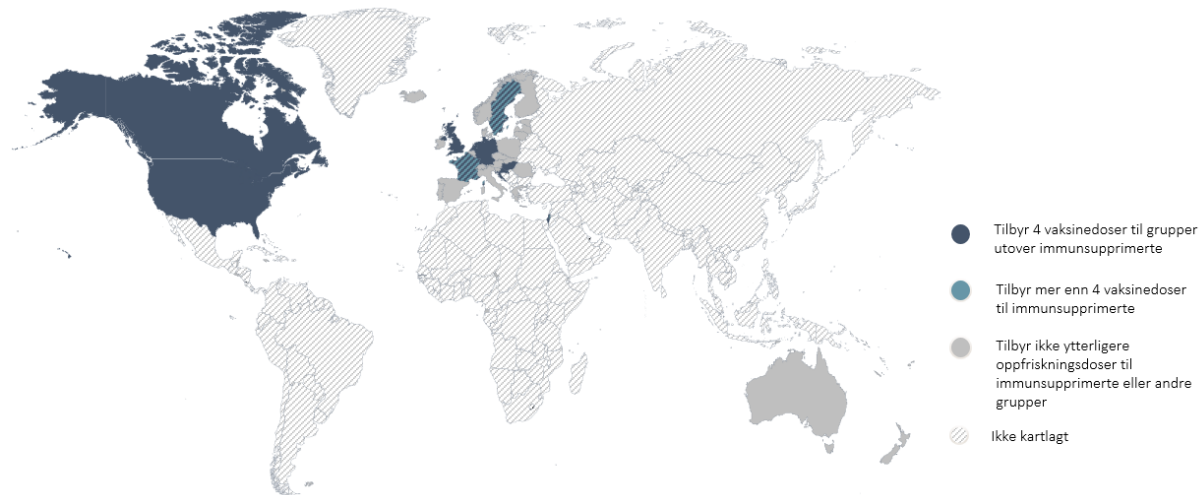 Tilbyr 4 vaksinedoser til grupper
utover immunsupprimerte
Tilbyr mer enn 4 vaksinedoser
til immunsupprimerte
Tilbyr ikke ytterligere
oppfriskningsdoser til
immunsupprimerte eller andre
grupper
Ikke kartlagt